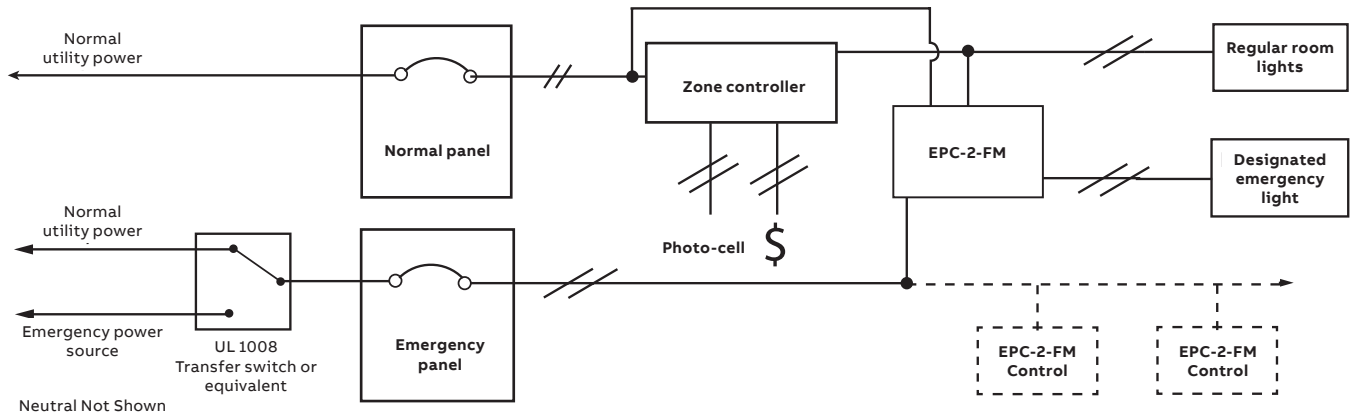 Normal
utility power
Normal panel
Zone controller
Photo-cell
$
EPC-2-FM
Regular room
lights
Designated
emergency
light
Normal
utility power
Emergency power
source
UL 1008
Transfer switch or
equivalent
Emergency
panel
EPC-2-FM
Control
EPC-2-FM
Control
Neutral Not Shown